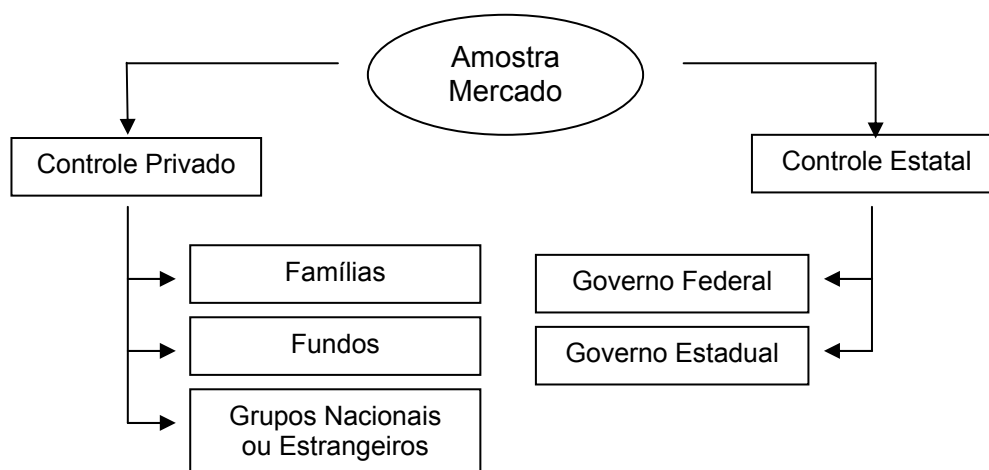 Amostra
Mercado
Controle Privado
Controle Estatal
Famílias
Fundos
Grupos Nacionais
ou Estrangeiros
Governo Federal
Governo Estadual